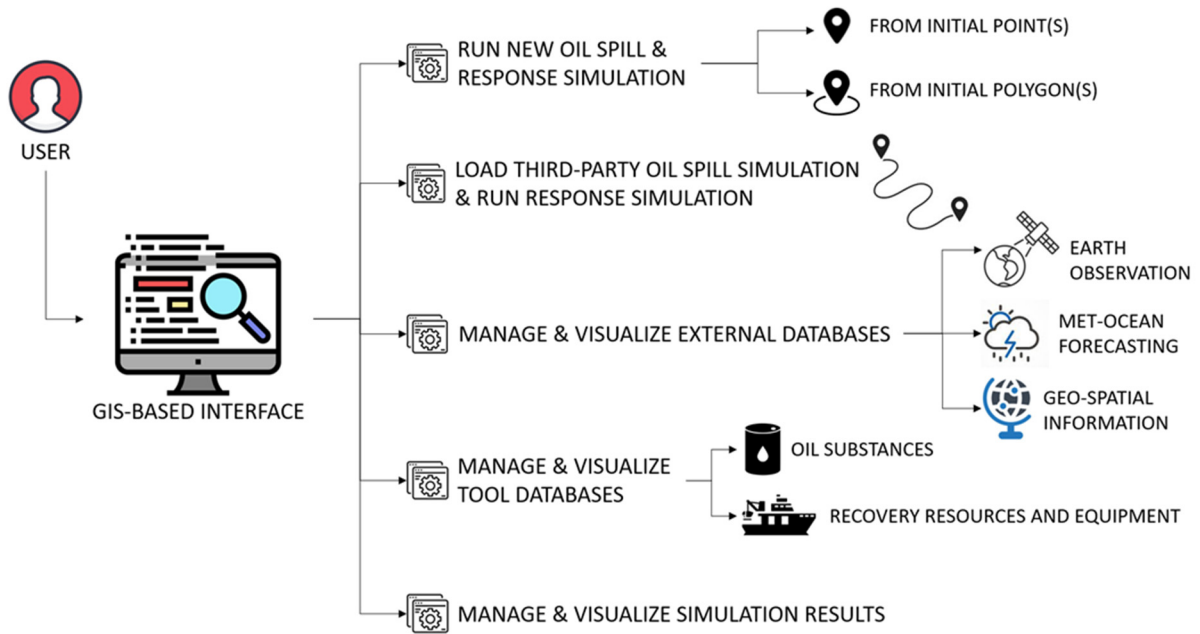 USER
GIS-BASED INTERFACE
RUN NEW OIL SPILL &
RESPONSE SIMULATION
FROM INITIAL POINT(S)
FROM INITIAL POLYGON(S)
LOAD THIRD-PARTY OIL SPILL SIMULATION
& RUN RESPONSE SIMULATION
MANAGE & VISUALIZE EXTERNAL DATABASES
EARTH
OBSERVATION
MET-OCEAN
FORECASTING
GEO-SPATIAL
INFORMATION
MANAGE & VISUALIZE
TOOL DATABASES
OIL SUBSTANCES
RECOVERY RESOURCES AND EQUIPMENT
MANAGE & VISUALIZE SIMULATION RESULTS